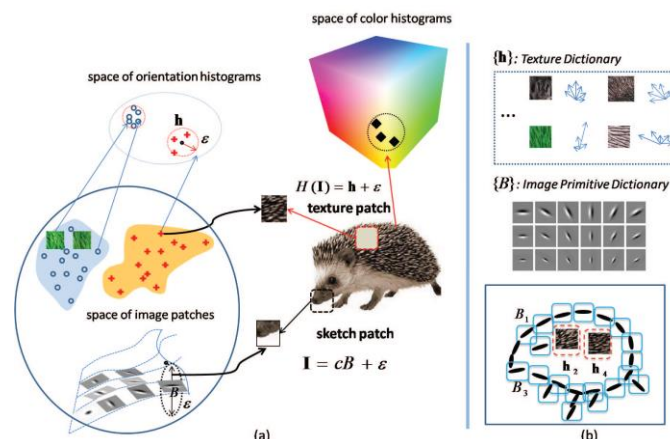 space of color histograms
space of orientation histograms
h
ε
H(I) = h + ε
texture patch
space of image patches
sketch patch
I = cB + ε
B
ε
(a)
{h}: Texture Dictionary
...
{B}: Image Primitive Dictionary
B₁
h₂
h₄
B₃
(b)